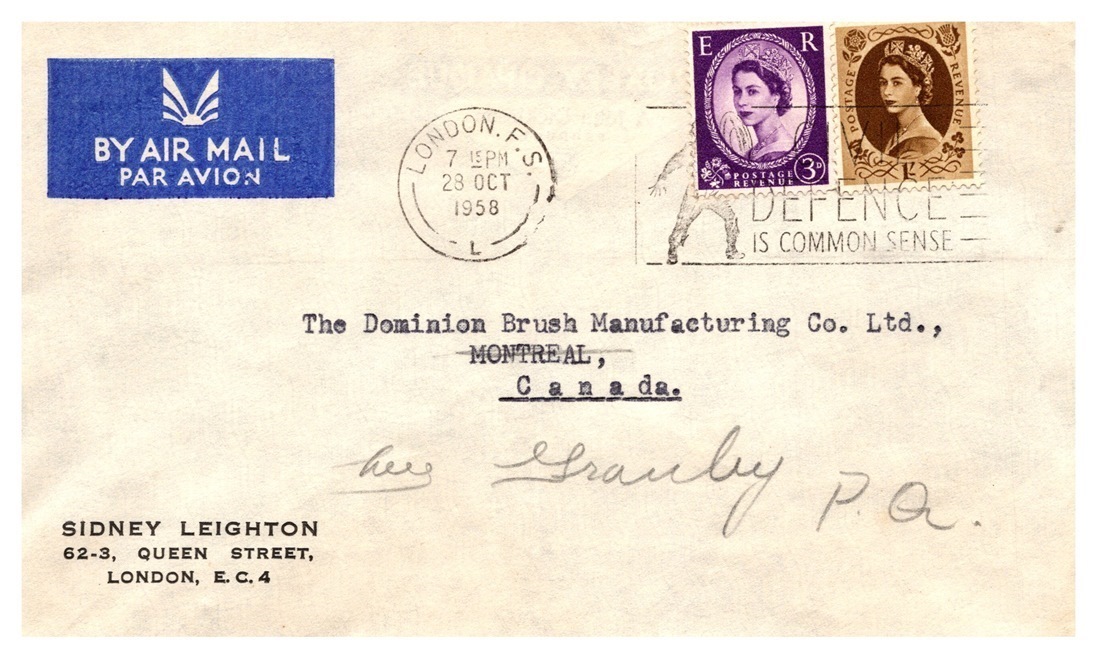 BY AIR MAIL
PAR AVION
LONDON. F.S.
7 15 PM
28 OCT
1958
L
E R
POSTAGE
REVENUE
3D
POSTAGE REVENUE
1/-
DEFENCE
IS COMMON SENSE
The Dominion Brush Manufacturing Co. Ltd.,
MONTREAL,
Canada.
Granby P.Q.
SIDNEY LEIGHTON
62-3, QUEEN STREET,
LONDON, E.C.4